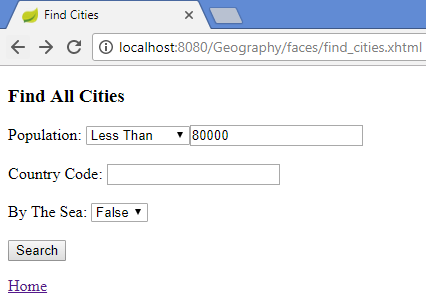 Find Cities
localhost:8080/Geography/faces/find_cities.xhtml
Find All Cities
Population: Less Than 80000
Country Code:
By The Sea: False
Search
Home